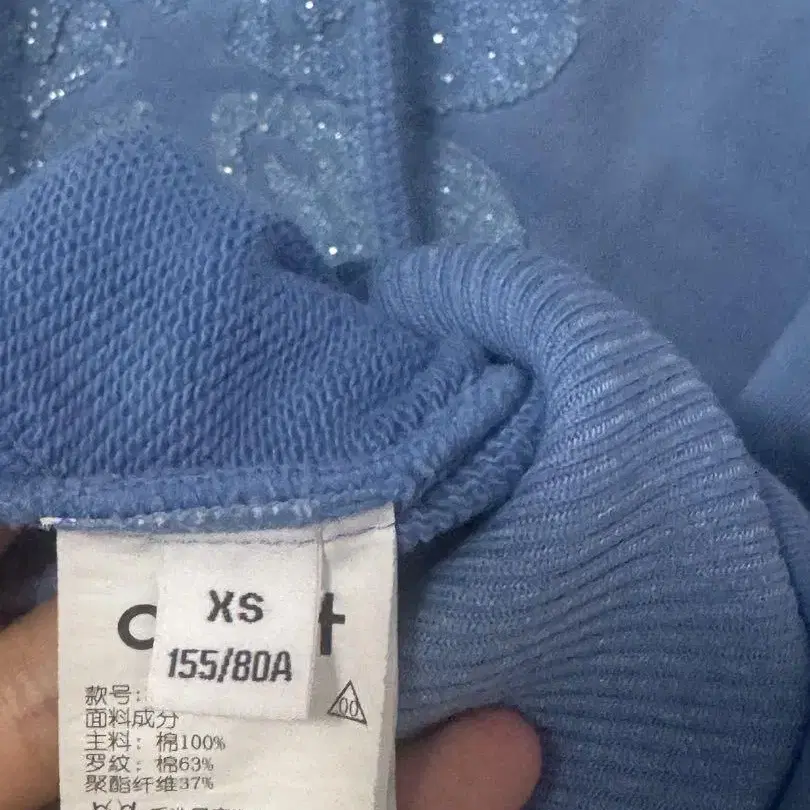 XS
155/80A
款号:
00
面料成分
主料: 棉100%
罗纹: 棉63%
聚酯纤维37%